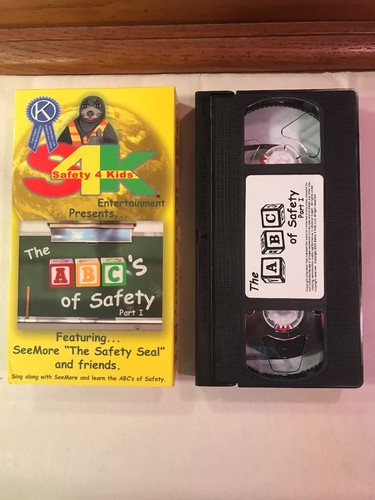 K
S4K
Safety 4 Kids
Entertainment
Presents...
The
ABC's
of Safety
Part I
Featuring...
SeeMore "The Safety Seal"
and friends.
Sing along with SeeMore and learn the ABC's of Safety.
The ABC of Safety
Part I